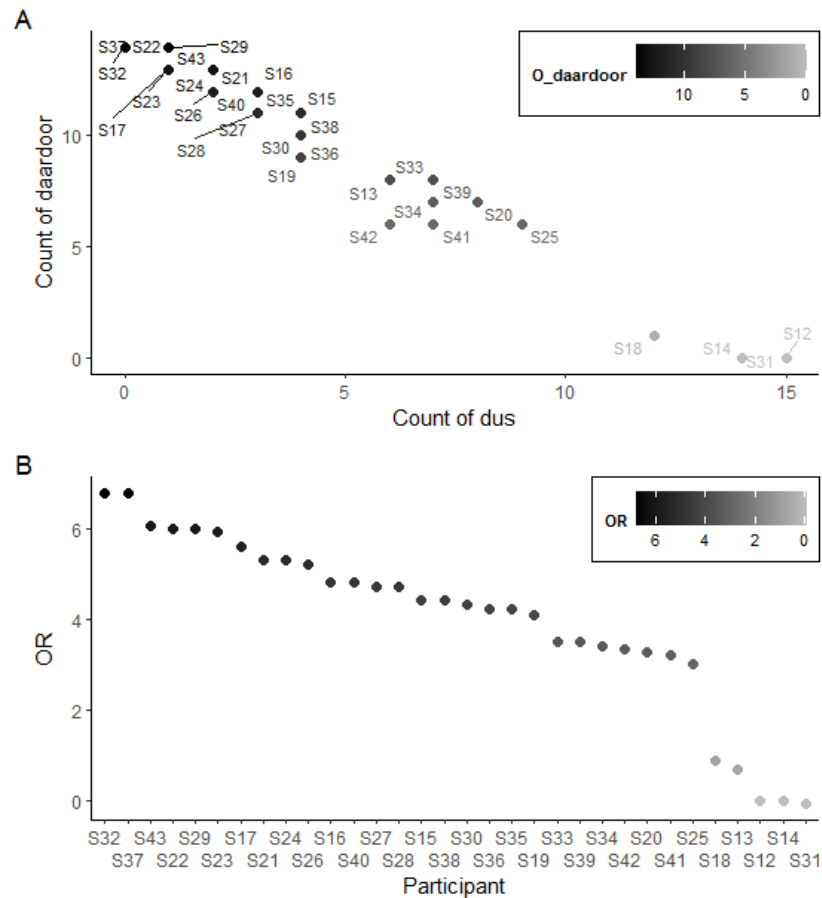 A
Count of daardoor
10
5
0
S37 S22 S29
S32 S43
S23 S24 S21 S16
S17 S26 S40 S35 S15
S28 S27 S38
S30 S36
S19
S33
S13 S39
S34 S20
S42 S41 S25
S12
S18 S14 S31
O_daardoor
10 5 0
0 5 10 15
Count of dus
B
OR
6
4
2
0
OR
6 4 2 0
S32 S43 S29 S17 S24 S16 S27 S15 S30 S35 S33 S34 S20 S25 S13 S14
S37 S22 S23 S21 S26 S40 S28 S38 S36 S19 S39 S42 S41 S18 S12 S31
Participant